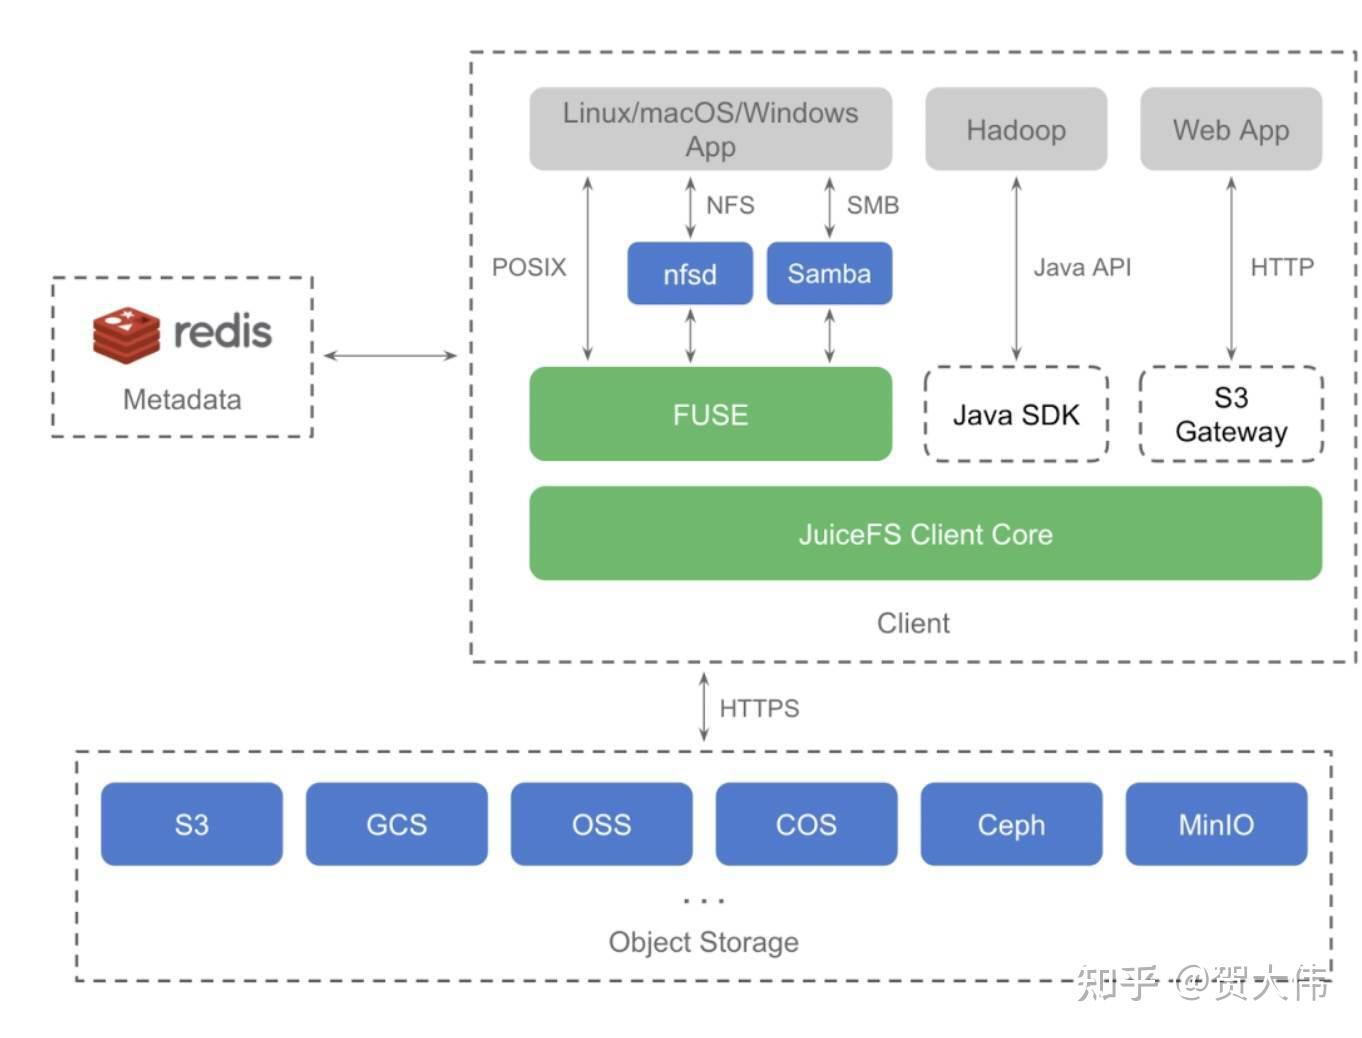 Linux/macOS/Windows
App
Hadoop
Web App
NFS
SMB
POSIX
nfsd
Samba
Java API
HTTP
redis
Metadata
FUSE
Java SDK
S3
Gateway
JuiceFS Client Core
Client
HTTPS
S3
GCS
OSS
COS
Ceph
MinIO
...
Object Storage
知乎 @贺大伟